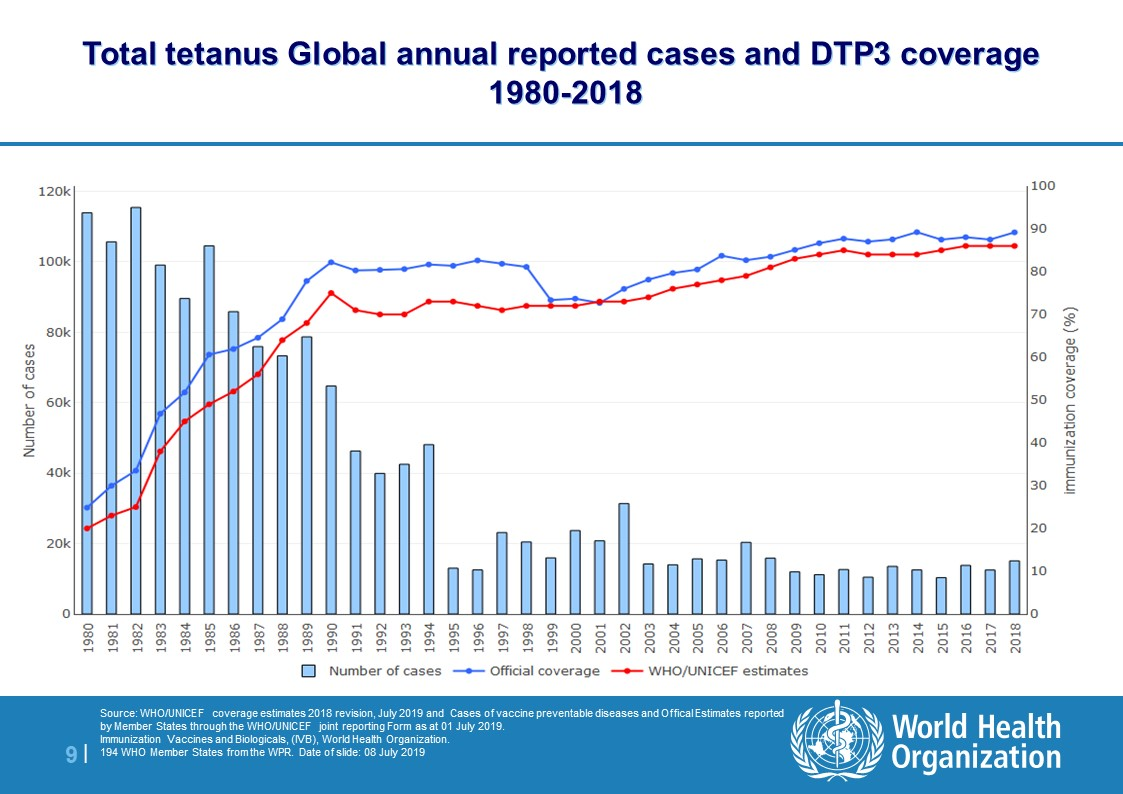 Total tetanus Global annual reported cases and DTP3 coverage
1980-2018
120k
100k
80k
60k
40k
20k
0
Number of cases
100
90
80
70
60
50
40
30
20
10
0
immunization coverage (%)
1980 1981 1982 1983 1984 1985 1986 1987 1988 1989 1990 1991 1992 1993 1994 1995 1996 1997 1998 1999 2000 2001 2002 2003 2004 2005 2006 2007 2008 2009 2010 2011 2012 2013 2014 2015 2016 2017 2018
Number of cases Official coverage WHO/UNICEF estimates
Source: WHO/UNICEF coverage estimates 2018 revision, July 2019 and Cases of vaccine preventable diseases and Offical Estimates reported
by Member States through the WHO/UNICEF joint reporting Form as at 01 July 2019.
Immunization Vaccines and Biologicals, (IVB), World Health Organization.
194 WHO Member States from the WPR. Date of slide: 08 July 2019
9 |
World Health
Organization